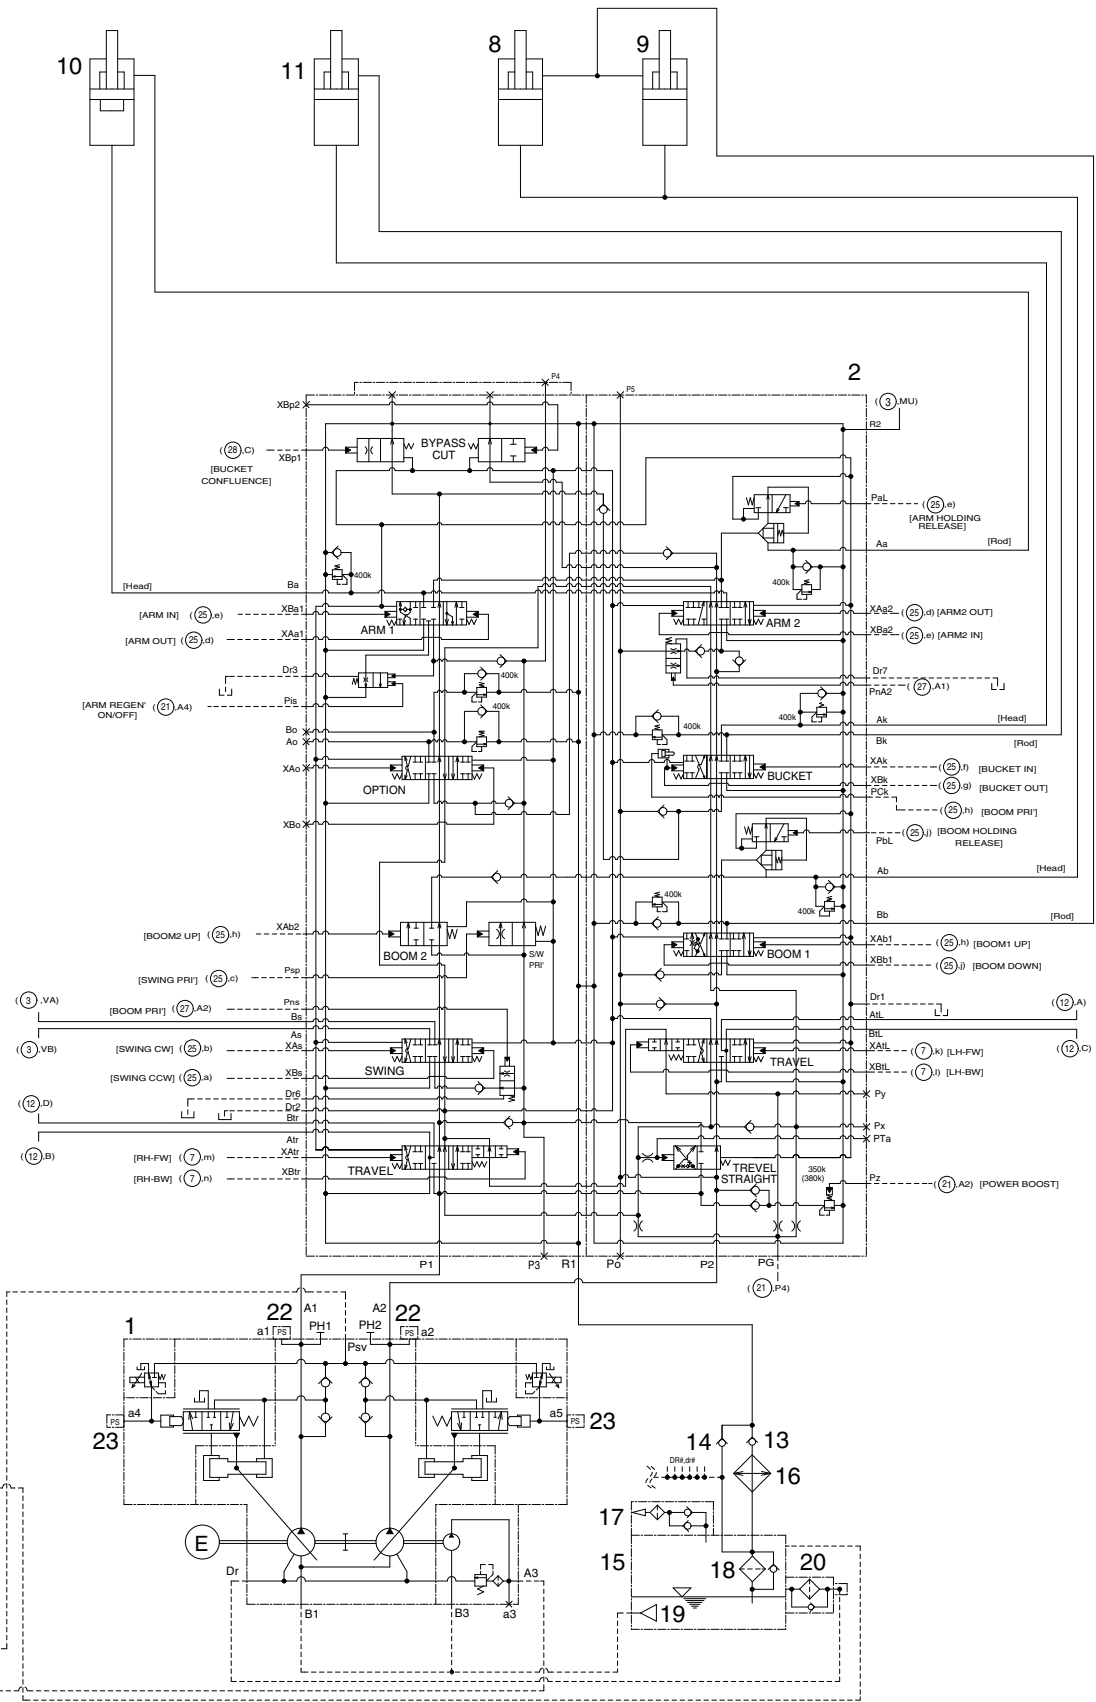 8
9
10
11
2
P4
P5
XBp2
(3,MU)
R2
(28,C)
XBp1
[BUCKET
CONFLUENCE]
BYPASS
CUT
PaL
(25,e)
[ARM HOLDING
RELEASE]
Aa
[Rod]
400k
400k
[Head]
Ba
[ARM IN] (25,e)
XBa1
ARM 1
ARM 2
XAa2
(25,d) [ARM2 OUT]
[ARM OUT] (25,d)
XAa1
XBa2
(25,e) [ARM2 IN]
Dr3
400k
Dr7
(27,A1)
PnA2
[ARM REGEN'
ON/OFF]
(21,A4)
Pis
400k
400k
400k
Ak
[Head]
Bo
Ao
Bk
[Rod]
XAo
OPTION
BUCKET
XAk
(25,f) [BUCKET IN]
XBk
(25,g) [BUCKET OUT]
PCk
(25,h) [BOOM PRI']
XBo
PbL
(25,j) [BOOM HOLDING
RELEASE]
Ab
[Head]
400k
400k
Bb
[Rod]
[BOOM2 UP] (25,h)
XAb2
BOOM 2
S/W
PRI'
BOOM 1
XAb1
(25,h) [BOOM1 UP]
XBb1
(25,j) [BOOM DOWN]
[SWING PRI'] (25,c)
Psp
(3,VA)
[BOOM PRI'] (27,A2)
Pns
Bs
Dr1
(12,A)
AtL
As
BtL
(3,VB)
[SWING CW] (25,b)
XAs
SWING
TRAVEL
XAtL
(7,k) [LH-FW]
(12,C)
[SWING CCW] (25,a)
XBs
XBtL
(7,l) [LH-BW]
Dr6
Py
(12,D)
Dr2
Btr
Px
PTa
Atr
(12,B)
[RH-FW] (7,m)
XAtr
TRAVEL
TREVEL
STRAIGHT
350k
(380k)
[RH-BW] (7,n)
XBtr
Pz
(21,A2) [POWER BOOST]
P1
P3
R1
Po
P2
PG
(21,P4)
1
22
A1
A2
22
a1
PS
PH1
PH2
PS
a2
Psv
a4
PS
23
a5
PS
23
14
13
DR#,dr#
16
17
15
18
20
19
E
Dr
A3
B1
B3
a3